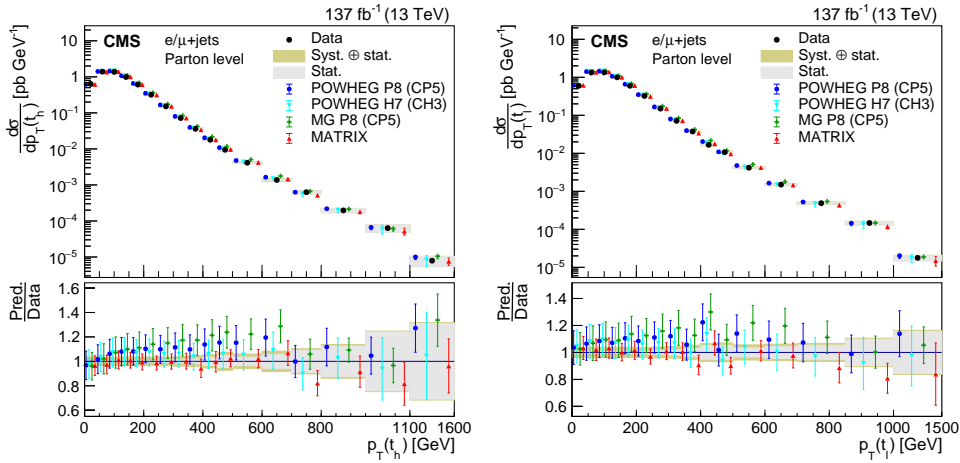 137 fb⁻¹ (13 TeV)
CMS
e/μ+jets
Parton level
Data
Syst. ⊕ stat.
Stat.
POWHEG P8 (CP5)
POWHEG H7 (CH3)
MG P8 (CP5)
MATRIX
dσ/dp_T(t_h) [pb GeV⁻¹]
10
1
10⁻¹
10⁻²
10⁻³
10⁻⁴
10⁻⁵
Pred./Data
1.6
1.4
1.2
1.0
0.8
0.6
0 200 400 600 800 1100 1600
p_T(t_h) [GeV]
137 fb⁻¹ (13 TeV)
CMS
e/μ+jets
Parton level
Data
Syst. ⊕ stat.
Stat.
POWHEG P8 (CP5)
POWHEG H7 (CH3)
MG P8 (CP5)
MATRIX
dσ/dp_T(t_l) [pb GeV⁻¹]
10
1
10⁻¹
10⁻²
10⁻³
10⁻⁴
10⁻⁵
Pred./Data
1.4
1.2
1.0
0.8
0.6
0 200 400 600 800 1000 1500
p_T(t_l) [GeV]